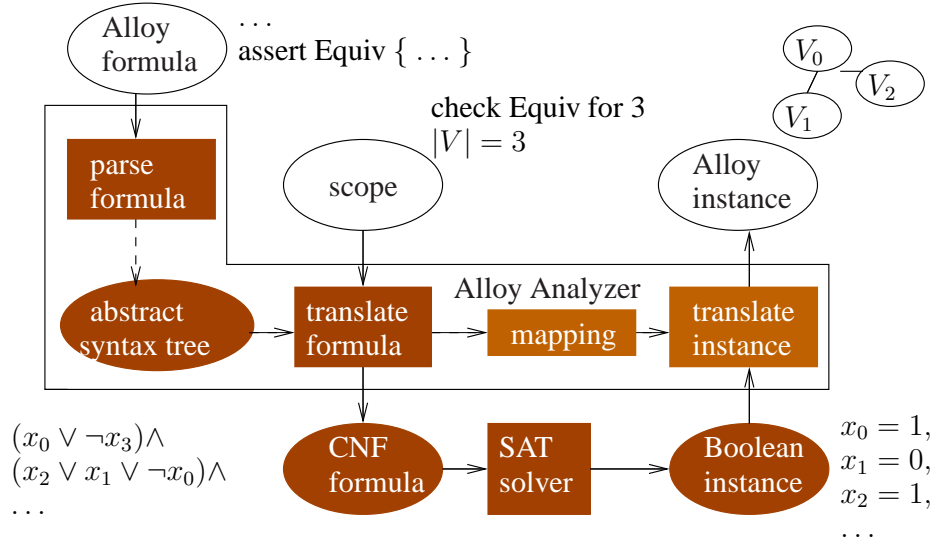 Alloy
formula
. . .
assert Equiv { . . . }
V₀
V₂
V₁
check Equiv for 3
|V| = 3
parse
formula
scope
Alloy
instance
Alloy Analyzer
abstract
syntax tree
translate
formula
mapping
translate
instance
(x₀ ∨ ¬x₃)∧
(x₂ ∨ x₁ ∨ ¬x₀)∧
. . .
CNF
formula
SAT
solver
Boolean
instance
x₀ = 1,
x₁ = 0,
x₂ = 1,
. . .